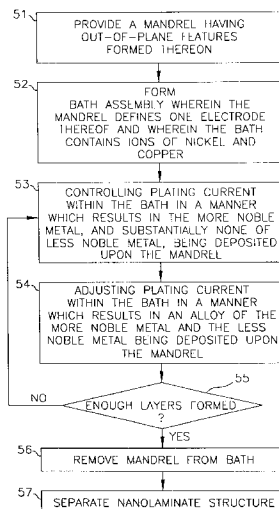 51
PROVIDE A MANDREL HAVING
OUT-OF-PLANE FEATURES
FORMED THEREON
52
FORM
BATH ASSEMBLY WHEREIN THE
MANDREL DEFINES ONE ELECTRODE
THEREOF AND WHEREIN THE BATH
CONTAINS IONS OF NICKEL AND
COPPER
53
CONTROLLING PLATING CURRENT
WITHIN THE BATH IN A MANNER
WHICH RESULTS IN THE MORE NOBLE
METAL, AND SUBSTANTIALLY NONE OF
LESS NOBLE METAL, BEING DEPOSITED
UPON THE MANDREL
54
ADJUSTING PLATING CURRENT
WITHIN THE BATH IN A MANNER
WHICH RESULTS IN AN ALLOY OF THE
MORE NOBLE METAL AND THE LESS
NOBLE METAL BEING DEPOSITED UPON
THE MANDREL
55
NO
ENOUGH LAYERS FORMED
?
YES
56
REMOVE MANDREL FROM BATH
57
SEPARATE NANOLAMINATE STRUCTURE